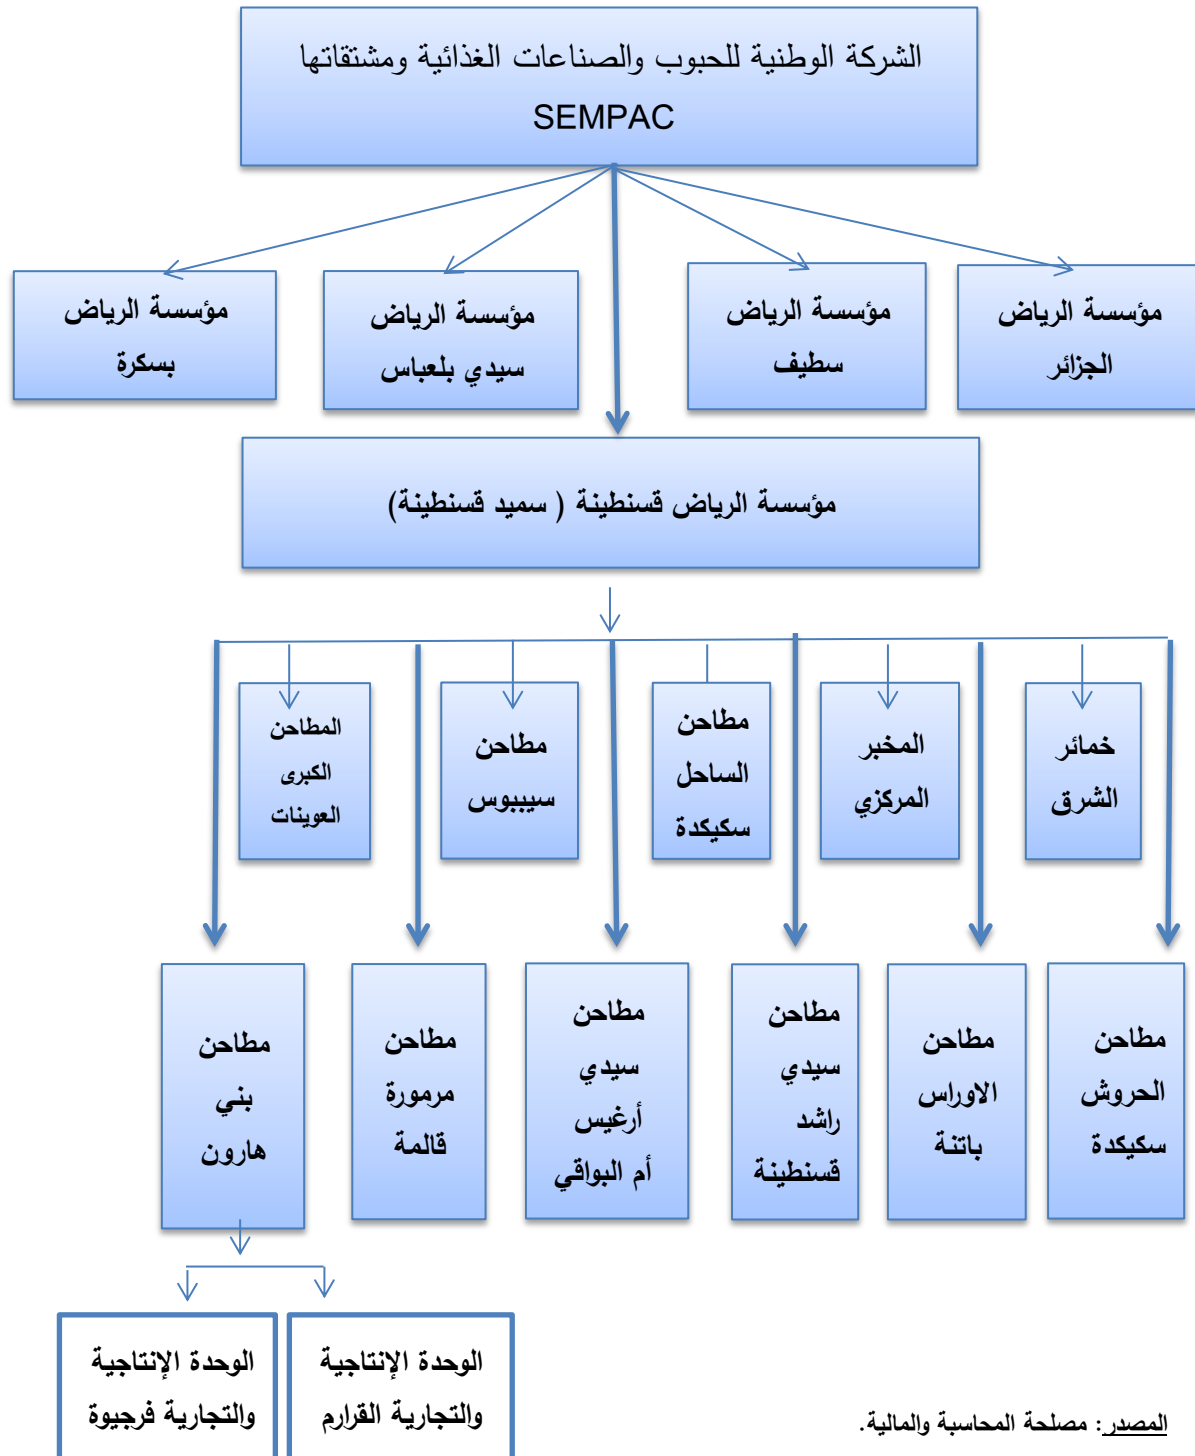 الشركة الوطنية للحبوب والصناعات الغذائية ومشتقاتها
SEMPAC
مؤسسة الرياض
الجزائر
مؤسسة الرياض
سطيف
مؤسسة الرياض
سيدي بلعباس
مؤسسة الرياض
بسكرة
مؤسسة الرياض قسنطينة ( سميد قسنطينة)
خمائر
الشرق
المخبر
المركزي
مطاحن
الساحل
سكيكدة
مطاحن
سيبوس
المطاحن
الكبرى
العوينات
مطاحن
الحروش
سكيكدة
مطاحن
الاوراس
باتنة
مطاحن
سيدي
راشد
قسنطينة
مطاحن
سيدي
أرغيس
أم البواقي
مطاحن
مرمورة
قالمة
مطاحن
بني
هارون
الوحدة الإنتاجية
والتجارية القرارم
الوحدة الإنتاجية
والتجارية فرجيوة
المصدر: مصلحة المحاسبة والمالية.